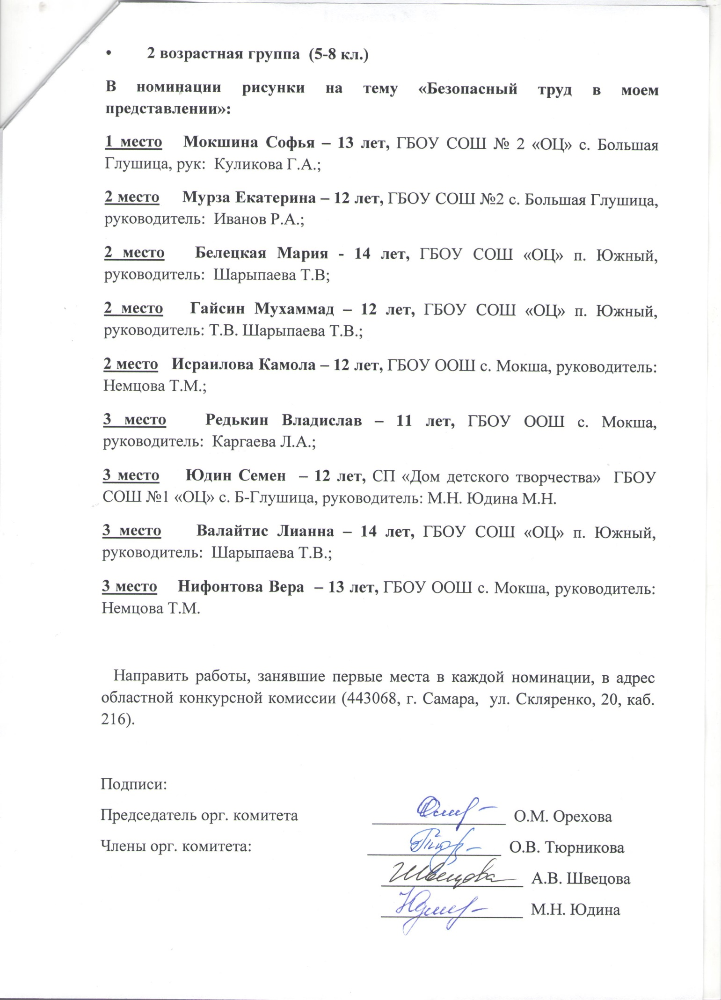 • 2 возрастная группа (5-8 кл.)
В номинации рисунки на тему «Безопасный труд в моем
представлении»:
1 место Мокшина Софья – 13 лет, ГБОУ СОШ № 2 «ОЦ» с. Большая
Глушица, рук: Куликова Г.А.;
2 место Мурза Екатерина – 12 лет, ГБОУ СОШ №2 с. Большая Глушица,
руководитель: Иванов Р.А.;
2 место Белецкая Мария - 14 лет, ГБОУ СОШ «ОЦ» п. Южный,
руководитель: Шарыпаева Т.В;
2 место Гайсин Мухаммад – 12 лет, ГБОУ СОШ «ОЦ» п. Южный,
руководитель: Т.В. Шарыпаева Т.В.;
2 место Исраилова Камола – 12 лет, ГБОУ ООШ с. Мокша, руководитель:
Немцова Т.М.;
3 место Редькин Владислав – 11 лет, ГБОУ ООШ с. Мокша,
руководитель: Каргаева Л.А.;
3 место Юдин Семен – 12 лет, СП «Дом детского творчества» ГБОУ
СОШ №1 «ОЦ» с. Б-Глушица, руководитель: М.Н. Юдина М.Н.
3 место Валайтис Лианна – 14 лет, ГБОУ СОШ «ОЦ» п. Южный,
руководитель: Шарыпаева Т.В.;
3 место Нифонтова Вера – 13 лет, ГБОУ ООШ с. Мокша, руководитель:
Немцова Т.М.
Направить работы, занявшие первые места в каждой номинации, в адрес
областной конкурсной комиссии (443068, г. Самара, ул. Скляренко, 20, каб.
216).
Подписи:
Председатель орг. комитета О.М. Орехова
Члены орг. комитета: О.В. Тюрникова
Швецова А.В. Швецова
М.Н. Юдина